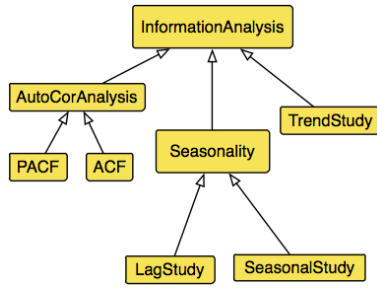 InformationAnalysis
AutoCorAnalysis
TrendStudy
Seasonality
PACF
ACF
LagStudy
SeasonalStudy